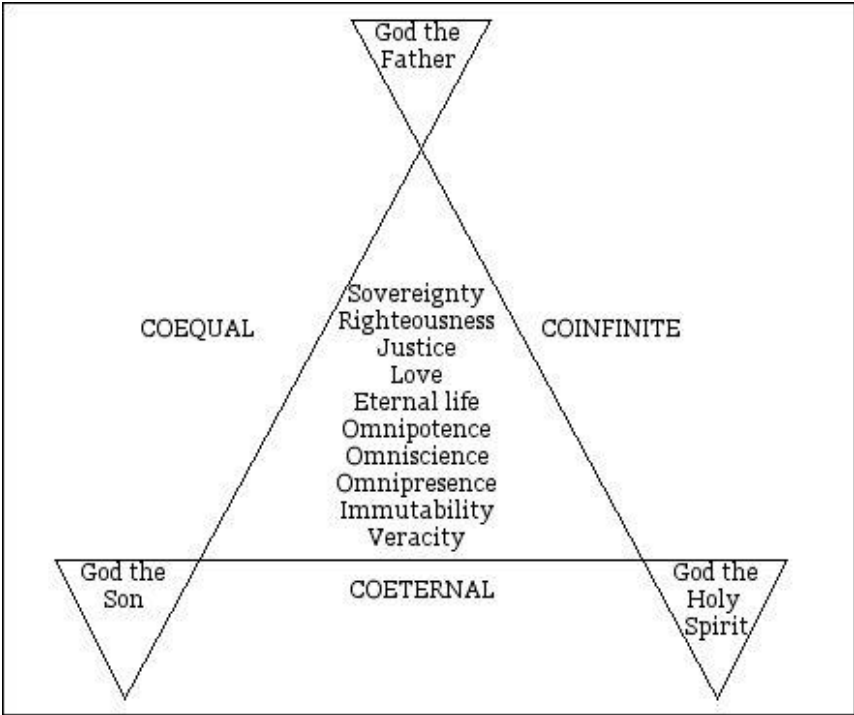 God the
Father
COEQUAL
COINFINITE
Sovereignty
Righteousness
Justice
Love
Eternal life
Omnipotence
Omniscience
Omnipresence
Immutability
Veracity
God the
Son
COETERNAL
God the
Holy
Spirit